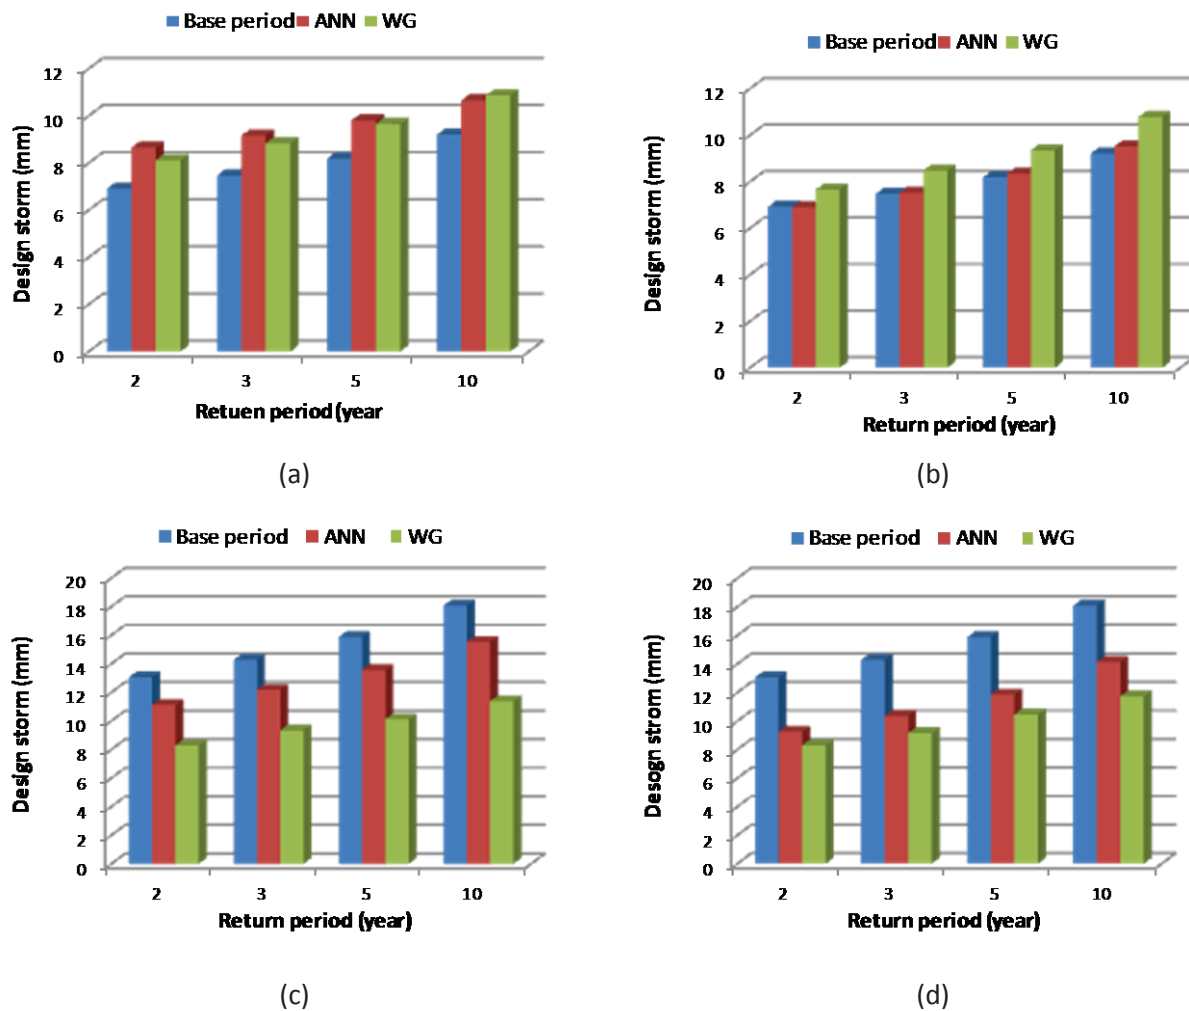 Base period ANN WG
Design storm (mm)
12
10
8
6
4
2
0
2 3 5 10
Retuen period (year
(a)
Base period ANN WG
Design storm (mm)
12
10
8
6
4
2
0
2 3 5 10
Return period (year)
(b)
Base period ANN WG
Design storm (mm)
20
18
16
14
12
10
8
6
4
2
0
2 3 5 10
Return period (year)
(c)
Base period ANN WG
Desogn strom (mm)
20
18
16
14
12
10
8
6
4
2
0
2 3 5 10
Return period (year)
(d)